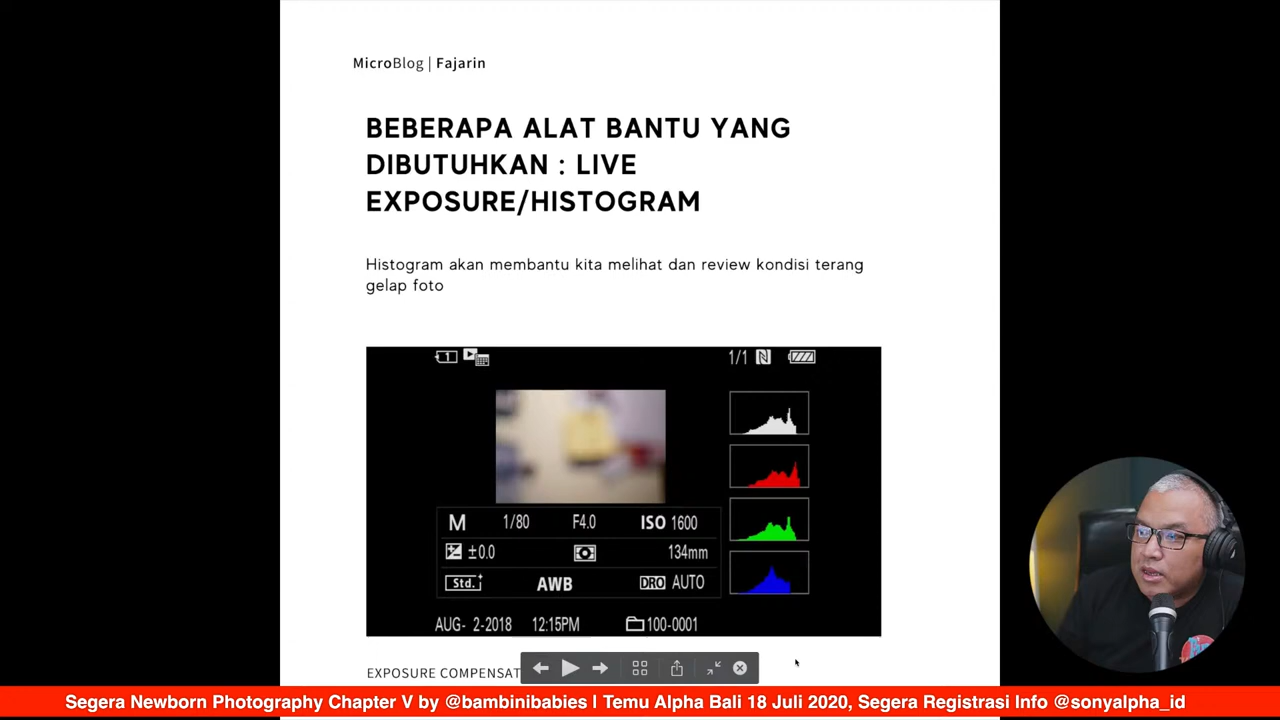 MicroBlog | Fajarin
BEBERAPA ALAT BANTU YANG
DIBUTUHKAN : LIVE
EXPOSURE/HISTOGRAM
Histogram akan membantu kita melihat dan review kondisi terang
gelap foto
1 1/1 N
M 1/80 F4.0 ISO 1600
±0.0 134mm
Std. AWB DRO AUTO
AUG- 2-2018 12:15PM 100-0001
EXPOSURE COMPENSAT
Segera Newborn Photography Chapter V by @bambinibabies | Temu Alpha Bali 18 Juli 2020, Segera Registrasi Info @sonyalpha_id